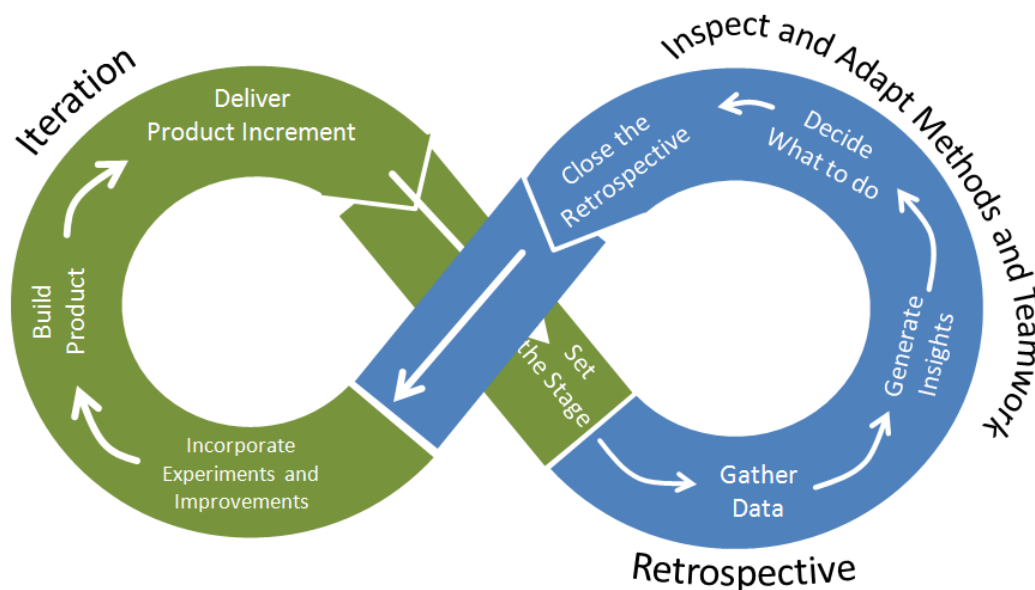 Iteration
Deliver
Product Increment
Build
Product
Incorporate
Experiments and
Improvements
Inspect and Adapt Methods and Teamwork
Close the
Retrospective
Decide
What to do
Generate
Insights
Gather
Data
Set
the Stage
Retrospective